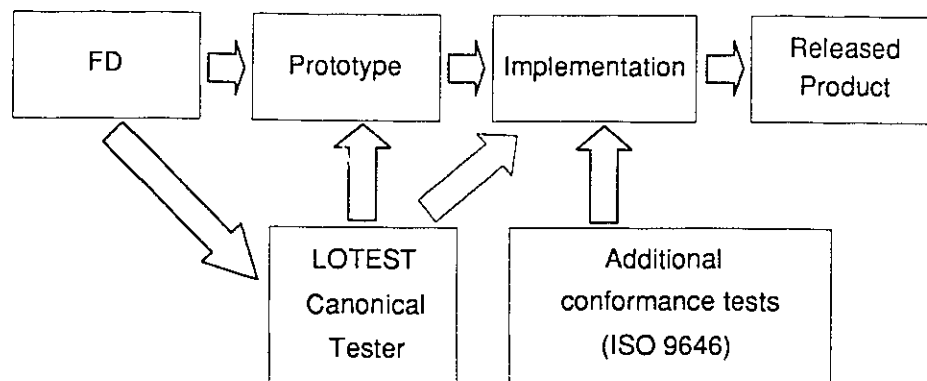 FD
Prototype
Implementation
Released
Product
LOTEST
Canonical
Tester
Additional
conformance tests
(ISO 9646)